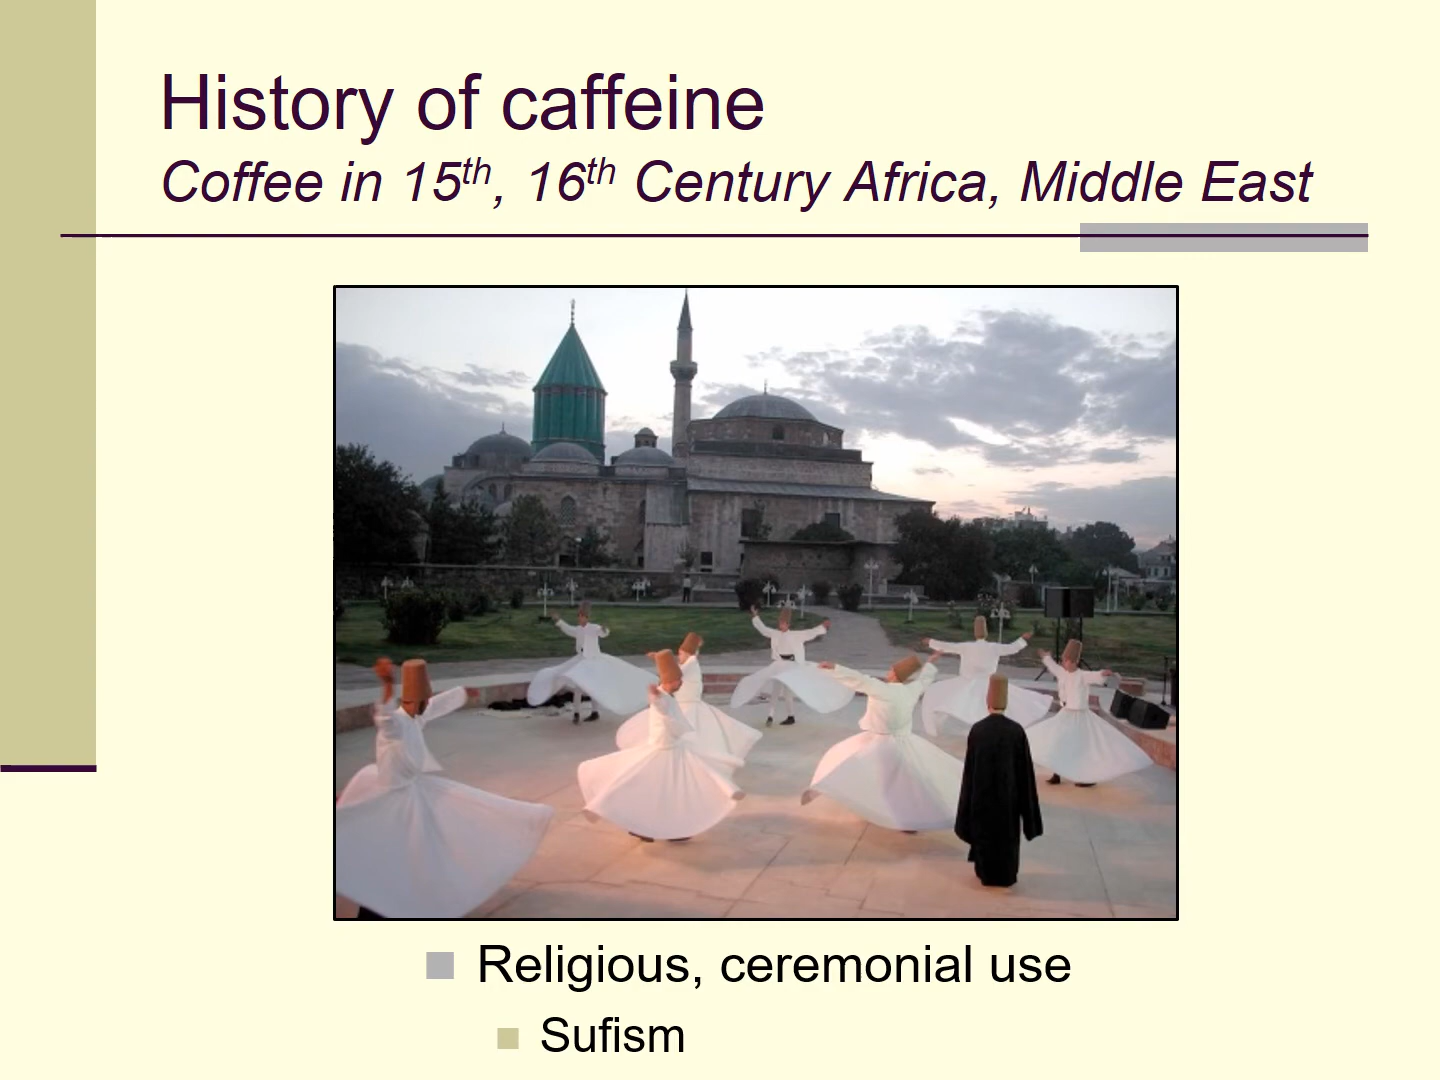 History of caffeine
Coffee in 15th, 16th Century Africa, Middle East
Religious, ceremonial use
Sufism